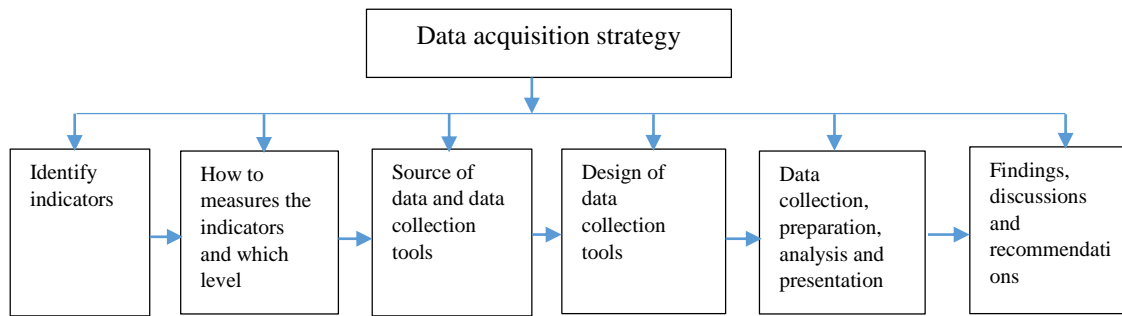 Data acquisition strategy
Identify
indicators
How to
measures the
indicators
and which
level
Source of
data and data
collection
tools
Design of
data
collection
tools
Data
collection,
preparation,
analysis and
presentation
Findings,
discussions
and
recommendati
ons